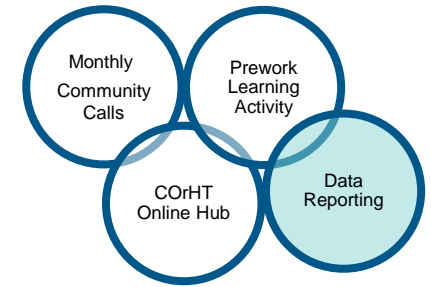 Monthly
Community
Calls
Prework
Learning
Activity
COrHT
Online Hub
Data
Reporting